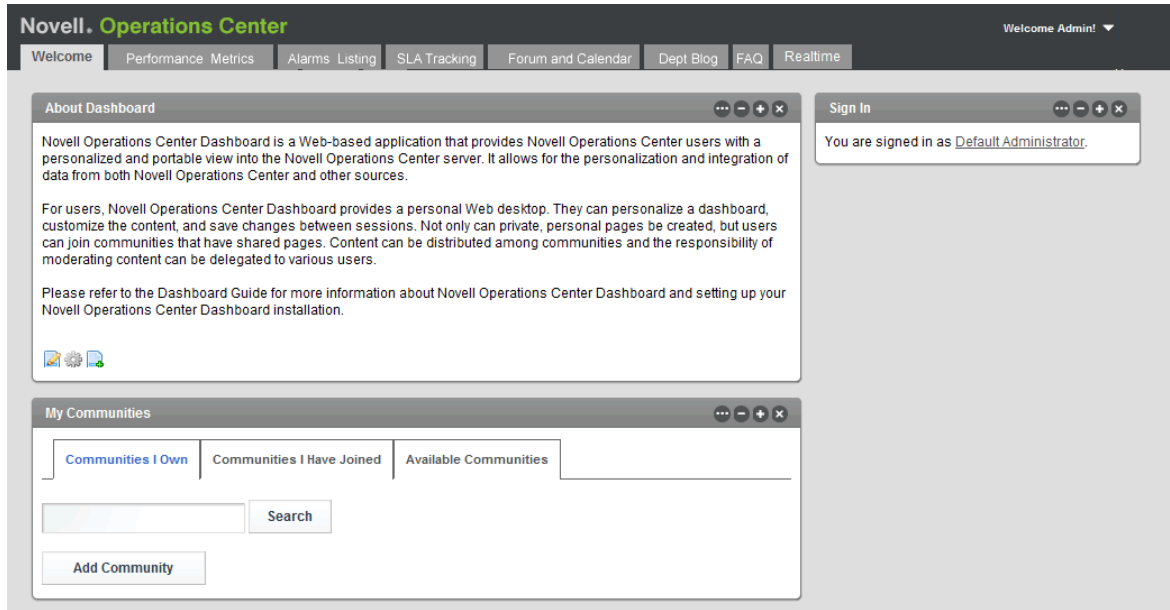 Novell. Operations Center
Welcome Admin!
Welcome Performance Metrics Alarms Listing SLA Tracking Forum and Calendar Dept Blog FAQ Realtime
About Dashboard
Novell Operations Center Dashboard is a Web-based application that provides Novell Operations Center users with a
personalized and portable view into the Novell Operations Center server. It allows for the personalization and integration of
data from both Novell Operations Center and other sources.
For users, Novell Operations Center Dashboard provides a personal Web desktop. They can personalize a dashboard,
customize the content, and save changes between sessions. Not only can private, personal pages be created, but users
can join communities that have shared pages. Content can be distributed among communities and the responsibility of
moderating content can be delegated to various users.
Please refer to the Dashboard Guide for more information about Novell Operations Center Dashboard and setting up your
Novell Operations Center Dashboard installation.
Sign In
You are signed in as Default Administrator.
My Communities
Communities I Own Communities I Have Joined Available Communities
Search
Add Community